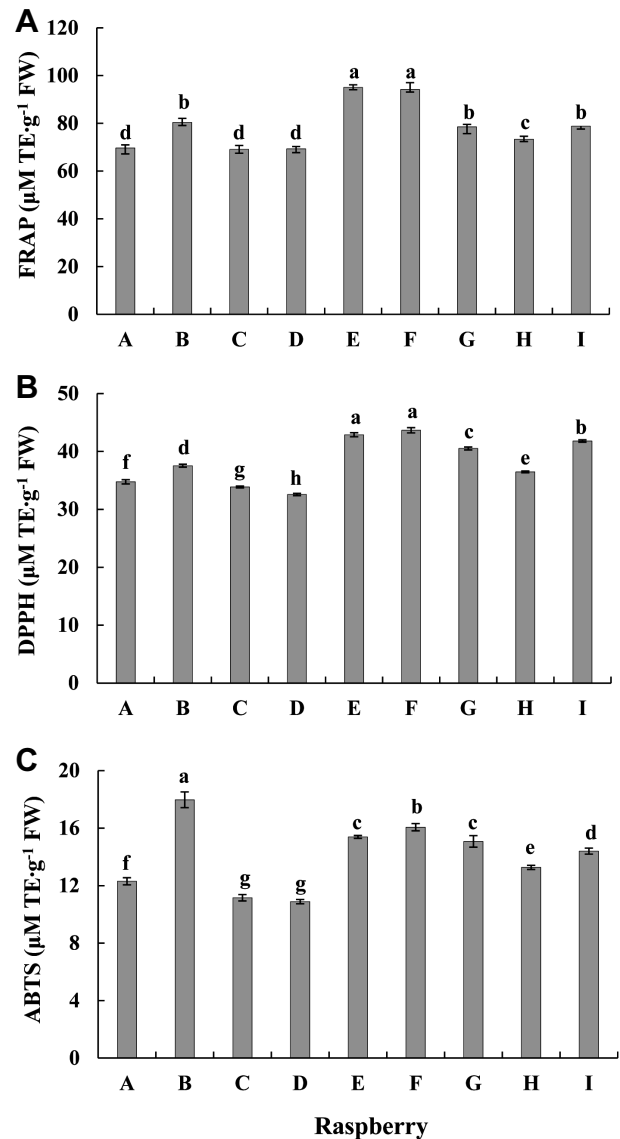 A
120
100
80
60
40
20
0
FRAP (µM TE·g-1 FW)
d b d d a a b c b
A B C D E F G H I
B
50
40
30
20
10
0
DPPH (µM TE·g-1 FW)
f d g h a a c e b
A B C D E F G H I
C
20
16
12
8
4
0
ABTS (µM TE·g-1 FW)
f a g g c b c e d
A B C D E F G H I
Raspberry